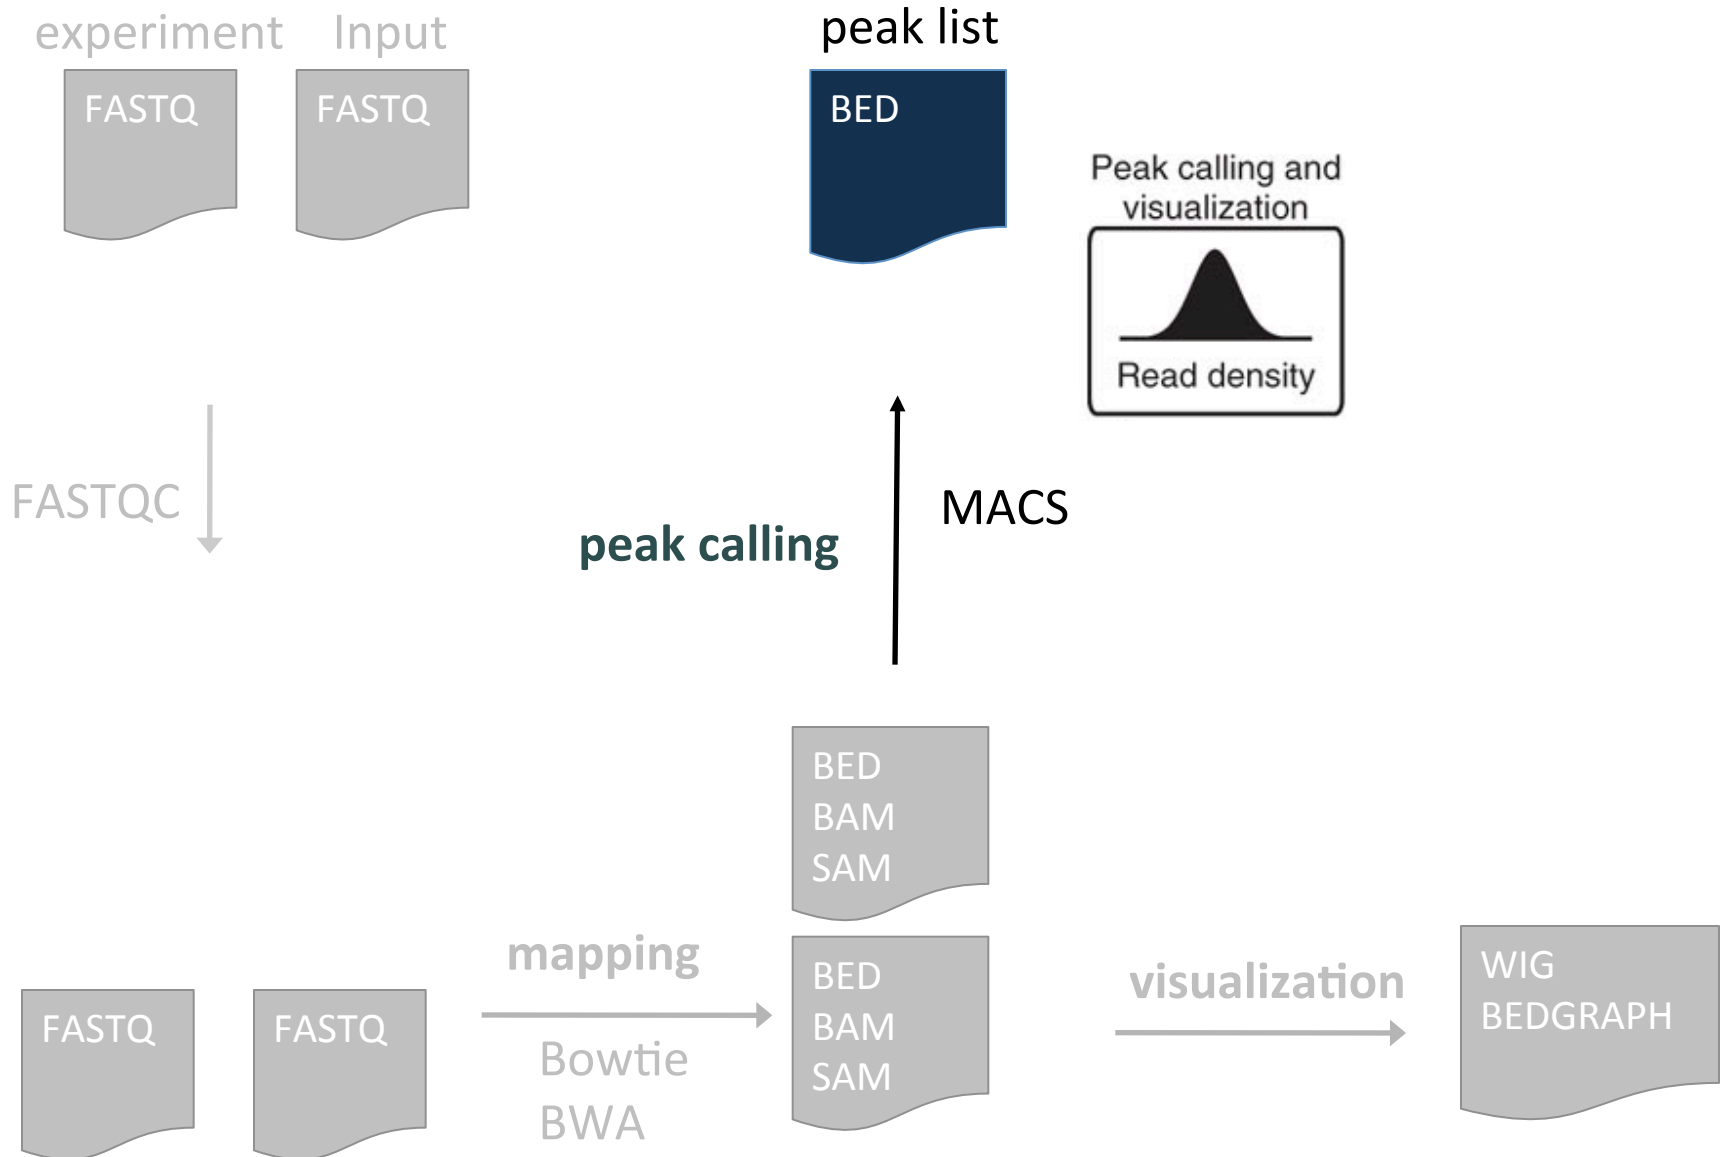 experiment
Input
FASTQ
FASTQ
peak list
BED
Peak calling and
visualization
Read density
FASTQC
peak calling
MACS
BED
BAM
SAM
BED
BAM
SAM
FASTQ
FASTQ
mapping
Bowtie
BWA
visualization
WIG
BEDGRAPH